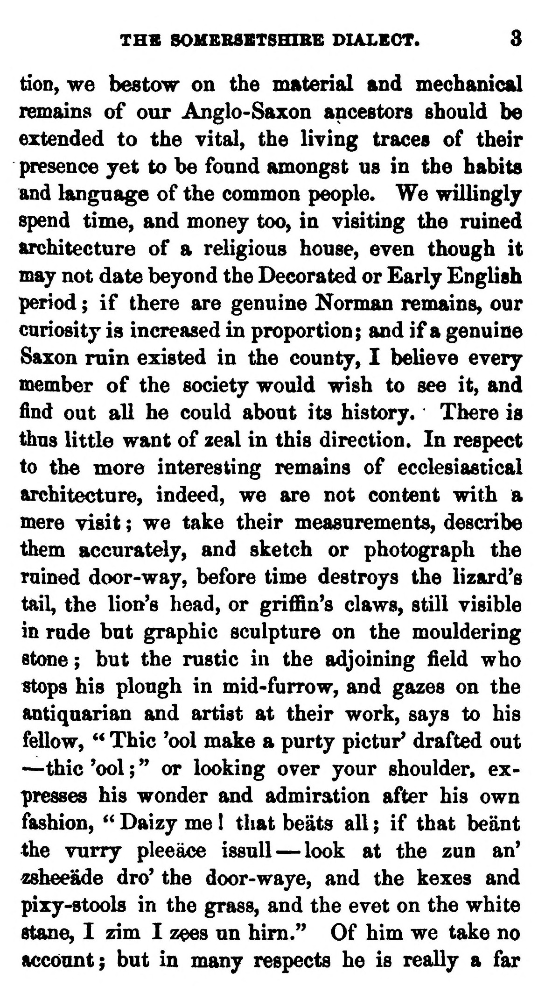 THE SOMERSETSHIRE DIALECT. 3
tion, we bestow on the material and mechanical
remains of our Anglo-Saxon ancestors should be
extended to the vital, the living traces of their
presence yet to be found amongst us in the habits
and language of the common people. We willingly
spend time, and money too, in visiting the ruined
architecture of a religious house, even though it
may not date beyond the Decorated or Early English
period; if there are genuine Norman remains, our
curiosity is increased in proportion; and if a genuine
Saxon ruin existed in the county, I believe every
member of the society would wish to see it, and
find out all he could about its history. There is
thus little want of zeal in this direction. In respect
to the more interesting remains of ecclesiastical
architecture, indeed, we are not content with a
mere visit; we take their measurements, describe
them accurately, and sketch or photograph the
ruined door-way, before time destroys the lizard's
tail, the lion's head, or griffin's claws, still visible
in rude but graphic sculpture on the mouldering
stone; but the rustic in the adjoining field who
stops his plough in mid-furrow, and gazes on the
antiquarian and artist at their work, says to his
fellow, “Thic ’ool make a purty pictur’ drafted out
—thic ’ool;” or looking over your shoulder, ex-
presses his wonder and admiration after his own
fashion, “Daizy me! that beäts all; if that beänt
the vurry pleeäce issull—look at the zun an’
zsheeäde dro’ the door-waye, and the kexes and
pixy-stools in the grass, and the evet on the white
stane, I zim I zees un hirn.” Of him we take no
account; but in many respects he is really a far